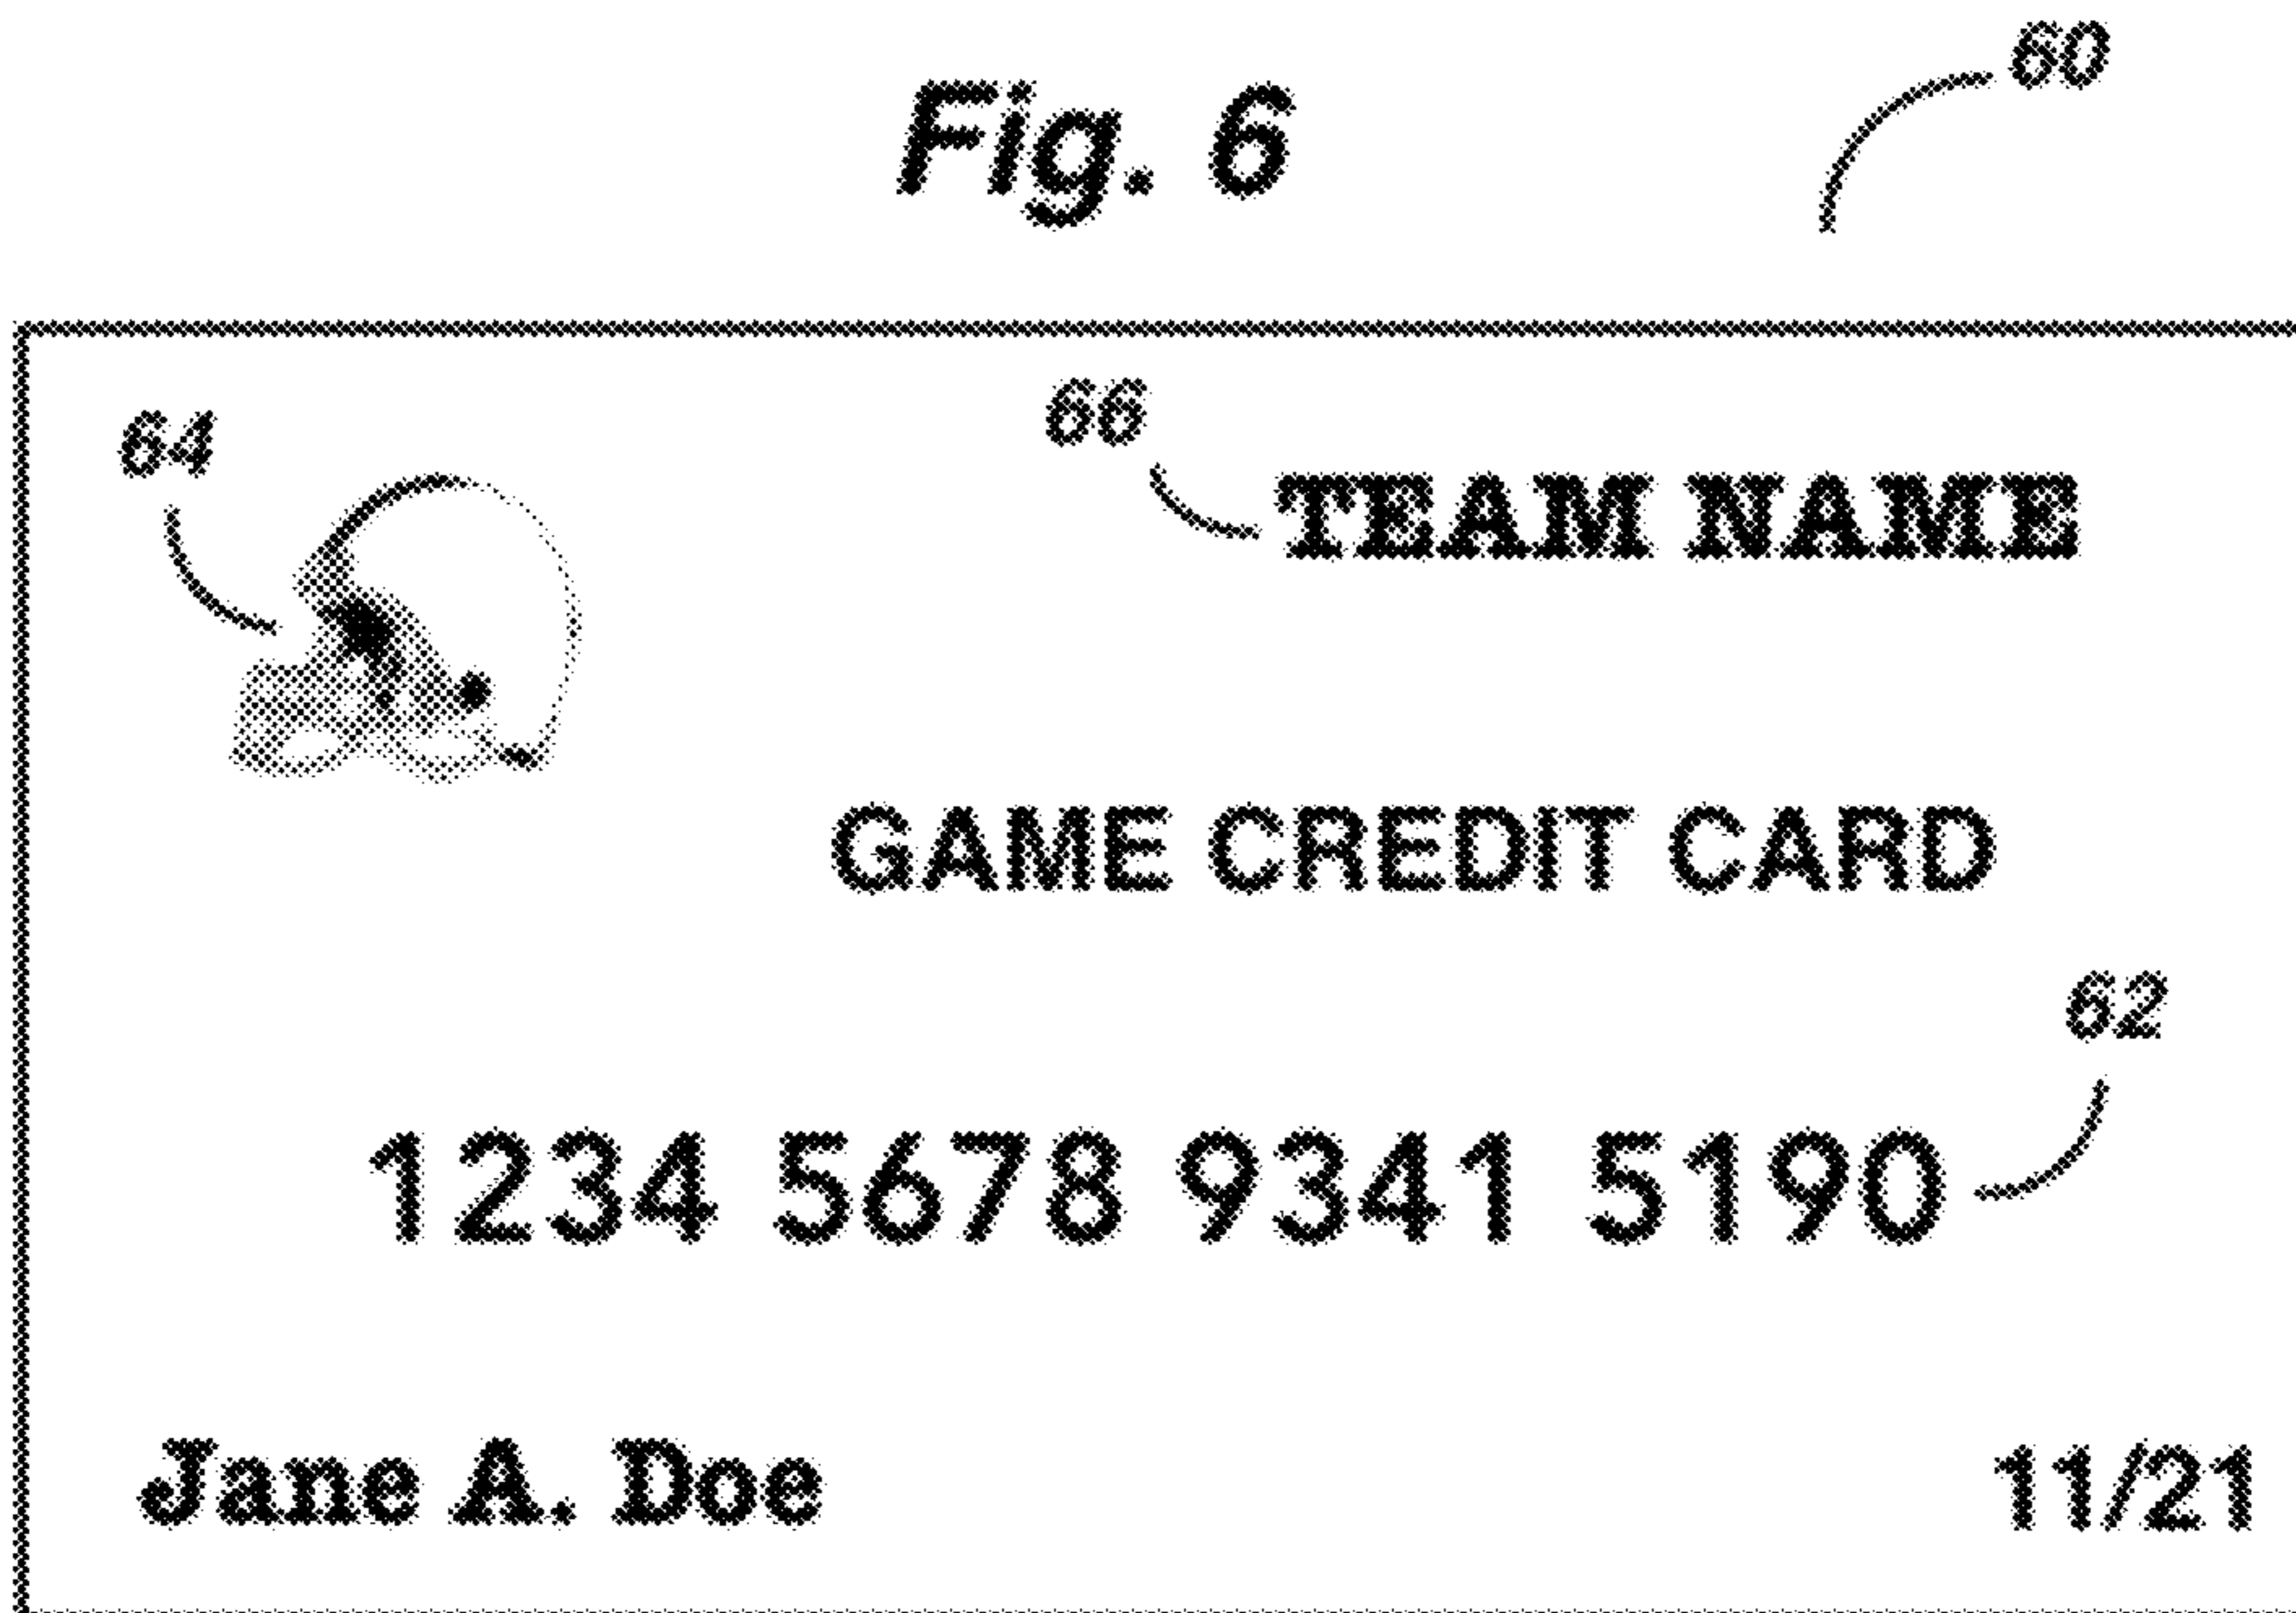 60
Fig. 6
66
64
TEAM NAME
GAME CREDIT CARD
62
1234 5678 9341 5190
Jane A. Doe 11/21